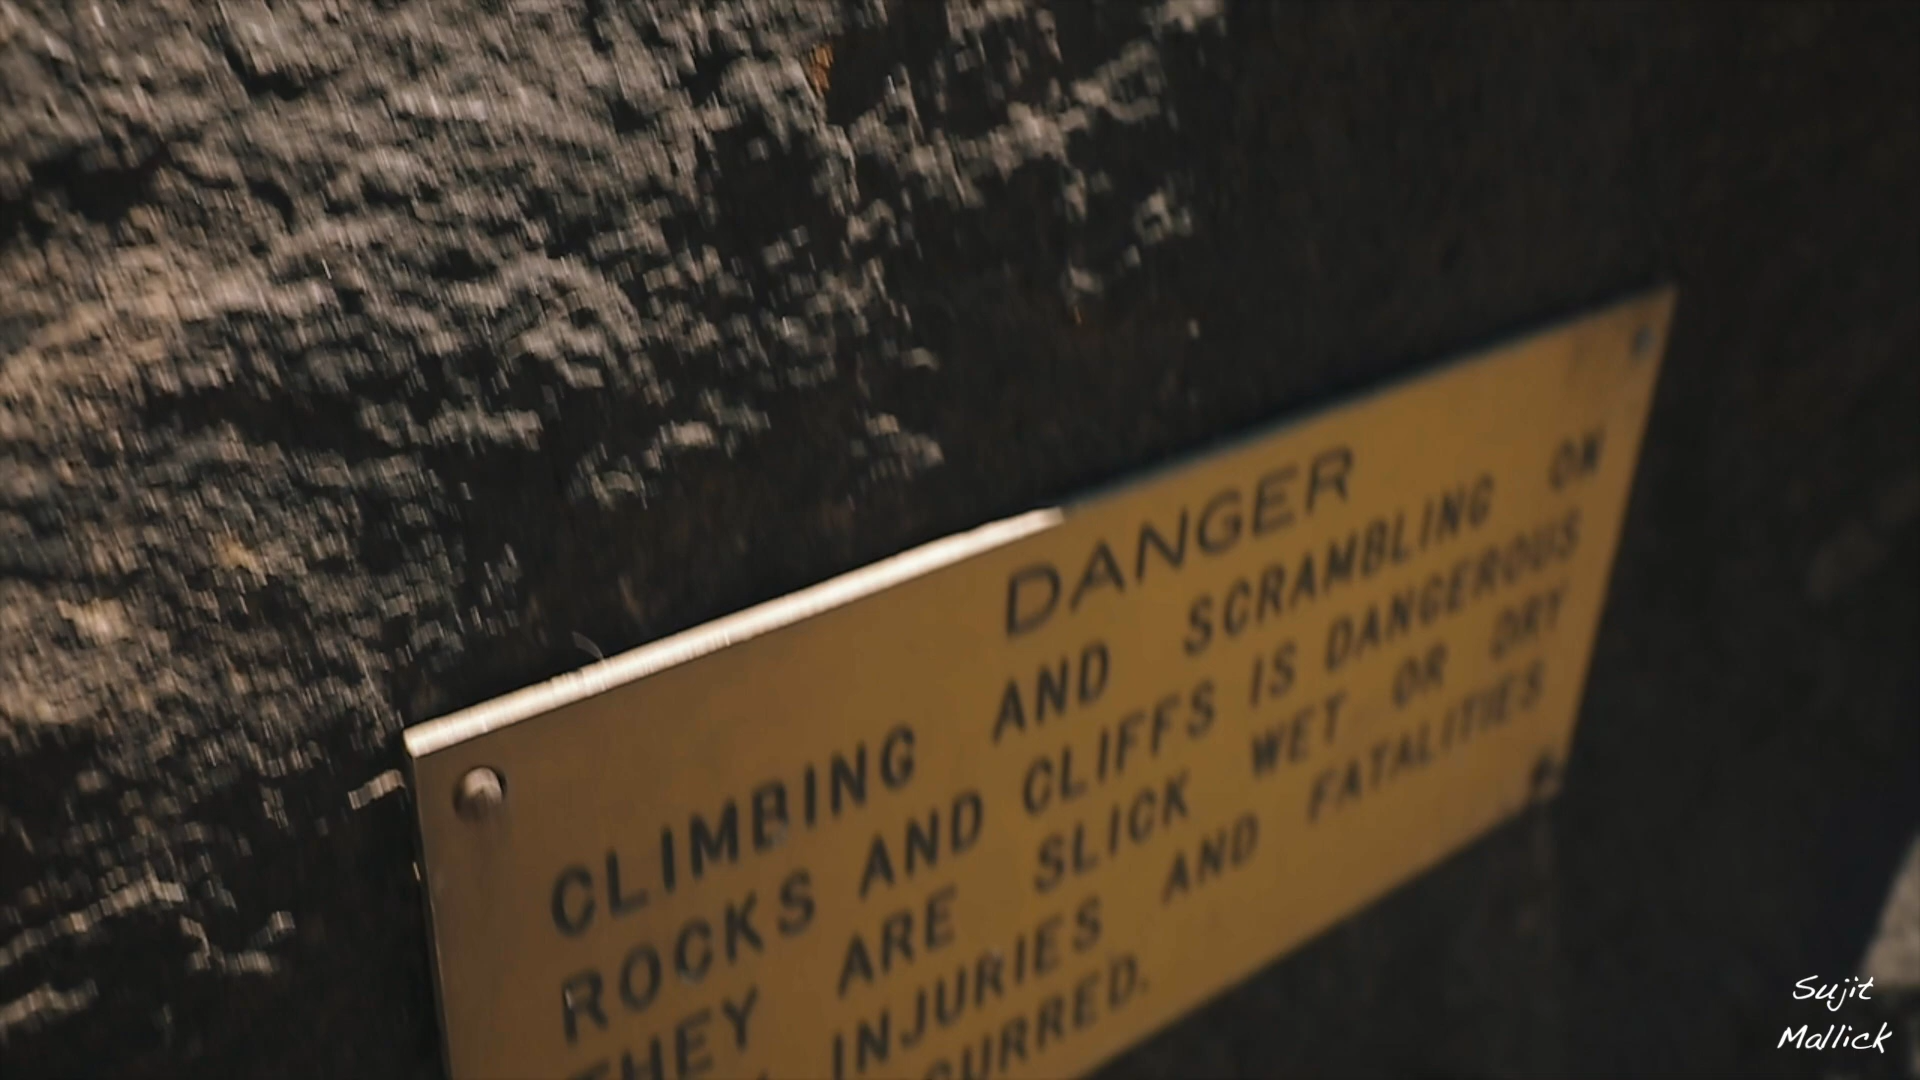 DANGER
CLIMBING AND SCRAMBLING ON
ROCKS AND CLIFFS IS DANGEROUS
THEY ARE SLICK WET OR DRY
INJURIES AND FATALITIES
Sujit
Mallick